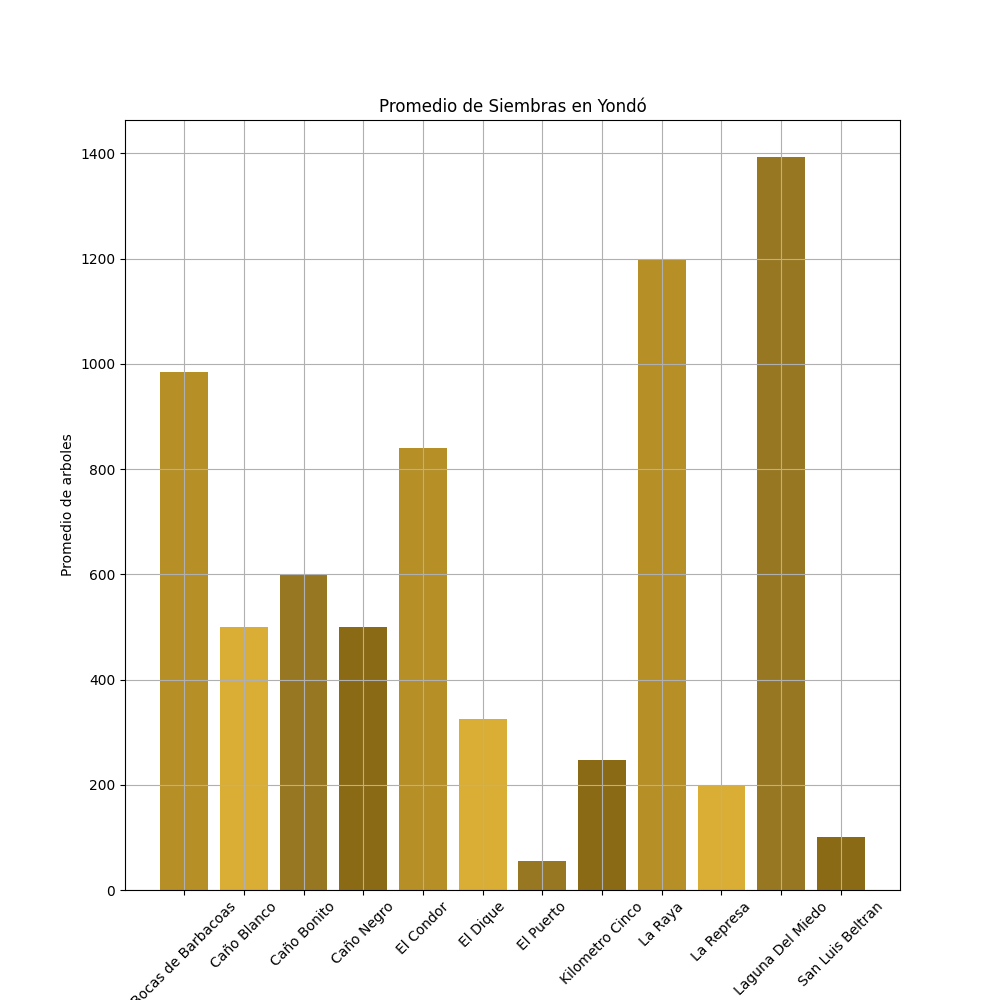 Promedio de Siembras en Yondó
Promedio de arboles
1400
1200
1000
800
600
400
200
0
Bocas de Barbacoas
Caño Blanco
Caño Bonito
Caño Negro
El Condor
El Dique
El Puerto
Kilometro Cinco
La Raya
La Represa
Laguna Del Miedo
San Luis Beltran